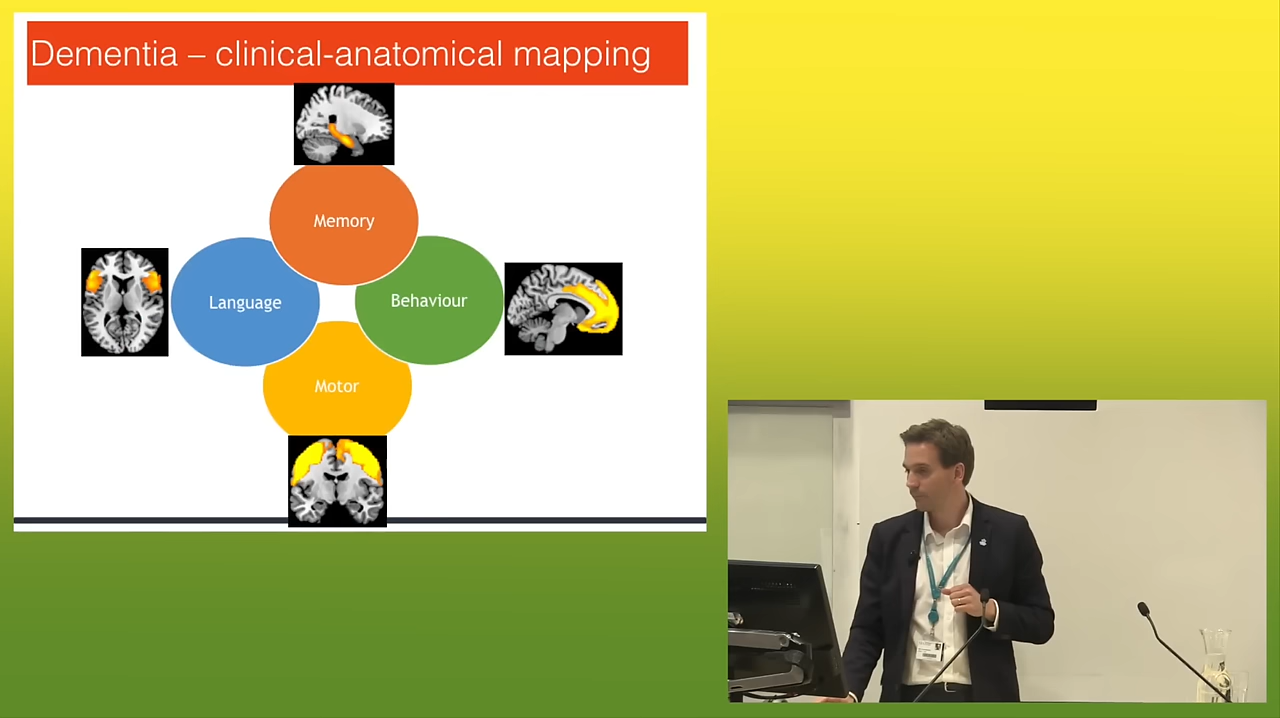 Dementia – clinical-anatomical mapping
Memory
Language
Behaviour
Motor